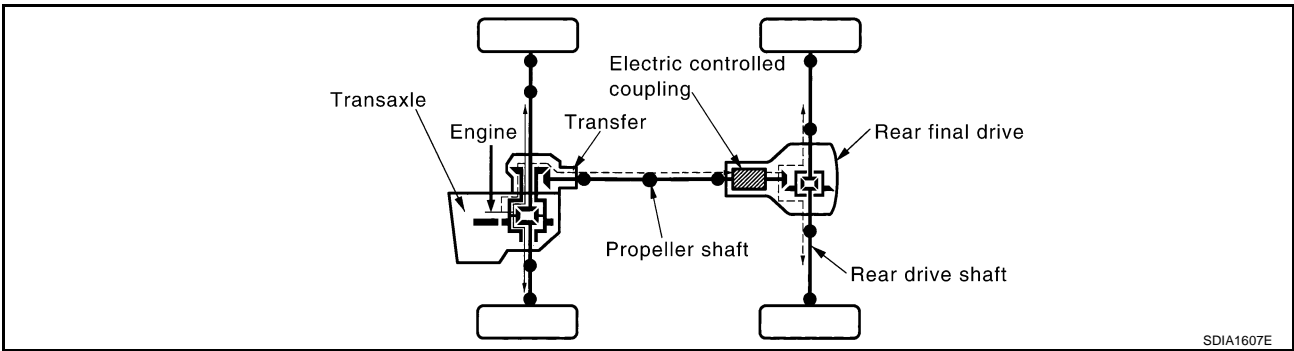 Electric controlled
coupling
Transaxle
Engine
Transfer
Rear final drive
Propeller shaft
Rear drive shaft
SDIA1607E